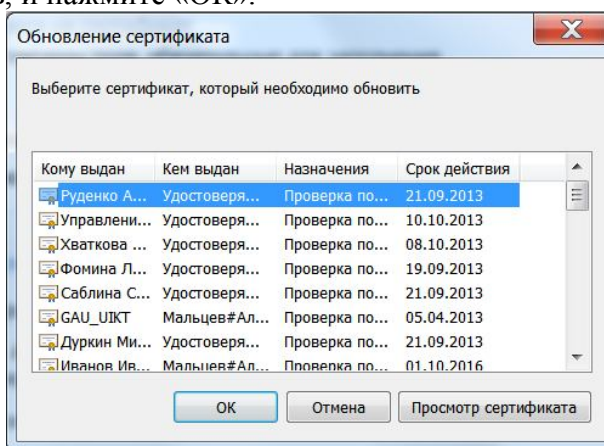 , и нажмите «ОК».
Обновление сертификата
Выберите сертификат, который необходимо обновить
Кому выдан Кем выдан Назначения Срок действия
Руденко А... Удостоверя... Проверка по... 21.09.2013
Управлени... Удостоверя... Проверка по... 10.10.2013
Хваткова ... Удостоверя... Проверка по... 08.10.2013
Фомина Л... Удостоверя... Проверка по... 19.09.2013
Саблина С... Удостоверя... Проверка по... 21.09.2013
GAU_UIKT Мальцев#Ал... Проверка по... 05.04.2013
Дуркин Ми... Удостоверя... Проверка по... 21.09.2013
Иванов Ив... Мальцев#Ал... Проверка по... 01.10.2016
ОК Отмена Просмотр сертификата